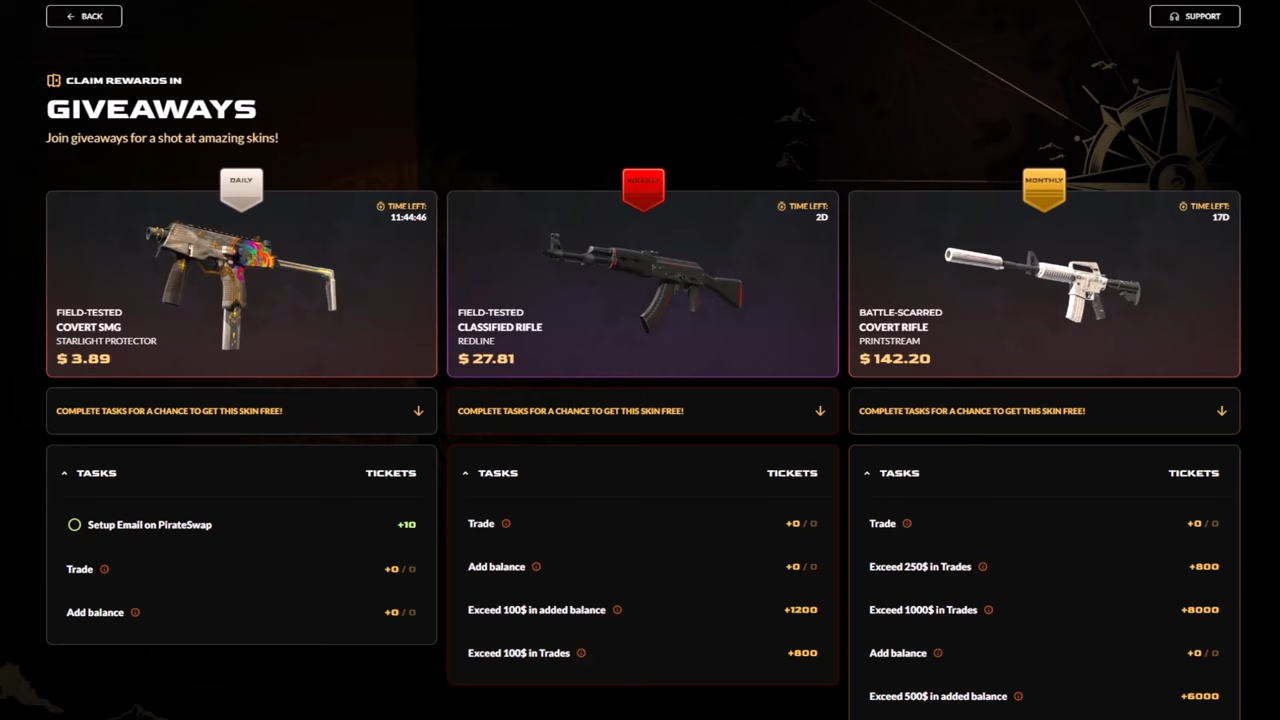 BACK
SUPPORT
CLAIM REWARDS IN
GIVEAWAYS
Join giveaways for a shot at amazing skins!
DAILY
TIME LEFT:
11:44:46
FIELD-TESTED
COVERT SMG
STARLIGHT PROTECTOR
$ 3.89
WEEKLY
TIME LEFT:
2D
FIELD-TESTED
CLASSIFIED RIFLE
REDLINE
$ 27.81
MONTHLY
TIME LEFT:
17D
BATTLE-SCARRED
COVERT RIFLE
PRINTSTREAM
$ 142.20
COMPLETE TASKS FOR A CHANCE TO GET THIS SKIN FREE!
COMPLETE TASKS FOR A CHANCE TO GET THIS SKIN FREE!
COMPLETE TASKS FOR A CHANCE TO GET THIS SKIN FREE!
TASKS TICKETS
Setup Email on PirateSwap +10
Trade +0 / 0
Add balance +0 / 0
TASKS TICKETS
Trade +0 / 0
Add balance +0 / 0
Exceed 100$ in added balance +1200
Exceed 100$ in Trades +800
TASKS TICKETS
Trade +0 / 0
Exceed 250$ in Trades +800
Exceed 1000$ in Trades +8000
Add balance +0 / 0
Exceed 500$ in added balance +6000